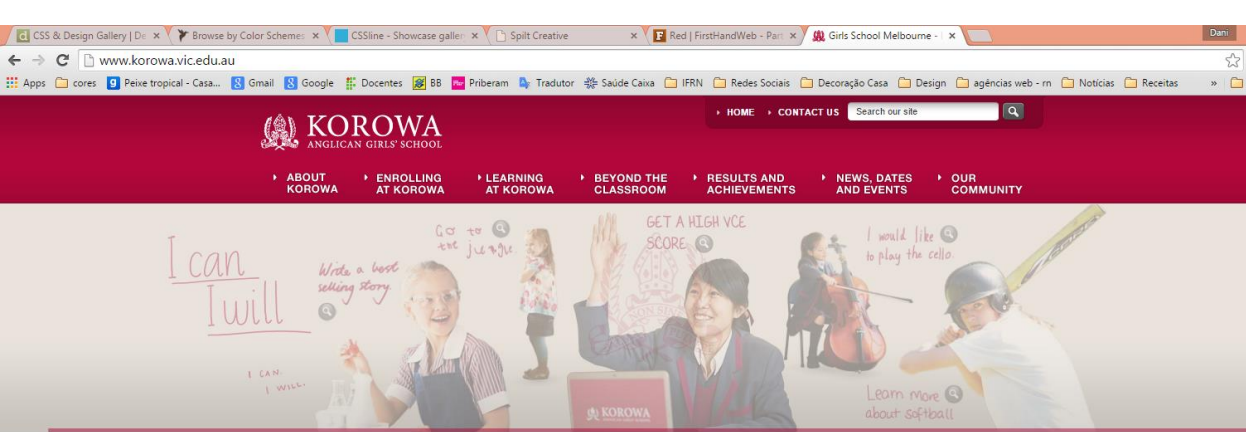 CSS & Design Gallery | De
Browse by Color Schemes
CSSline - Showcase galler
Spilt Creative
Red | FirstHandWeb - Part
Girls School Melbourne -
Dani
www.korowa.vic.edu.au
Apps
cores
Peixe tropical - Casa...
Gmail
Google
Docentes
BB
Priberam
Tradutor
Saúde Caixa
IFRN
Redes Sociais
Decoração Casa
Design
agências web - rn
Notícias
Receitas
»
HOME
CONTACT US
Search our site
KOROWA
ANGLICAN GIRLS' SCHOOL
ABOUT
KOROWA
ENROLLING
AT KOROWA
LEARNING
AT KOROWA
BEYOND THE
CLASSROOM
RESULTS AND
ACHIEVEMENTS
NEWS, DATES
AND EVENTS
OUR
COMMUNITY
I can
I will
I CAN.
I WILL.
Write a best
selling story
Go to
the jungle.
GET A HIGH VCE
SCORE
I would like
to play the cello.
Learn more
about softball
KOROWA